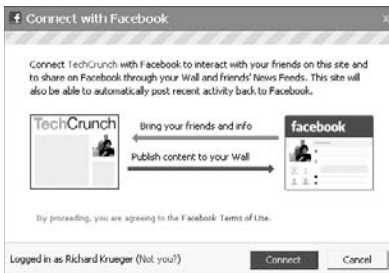 Connect with Facebook
Connect TechCrunch with Facebook to interact with your friends on this site and
to share on Facebook through your Wall and friends' News Feeds. This site will
also be able to automatically post recent activity back to Facebook.
TechCrunch
Bring your friends and info
facebook
Publish content to your Wall
By proceeding, you are agreeing to the Facebook Terms of Use.
Logged in as Richard Krueger (Not you?)
Connect
Cancel